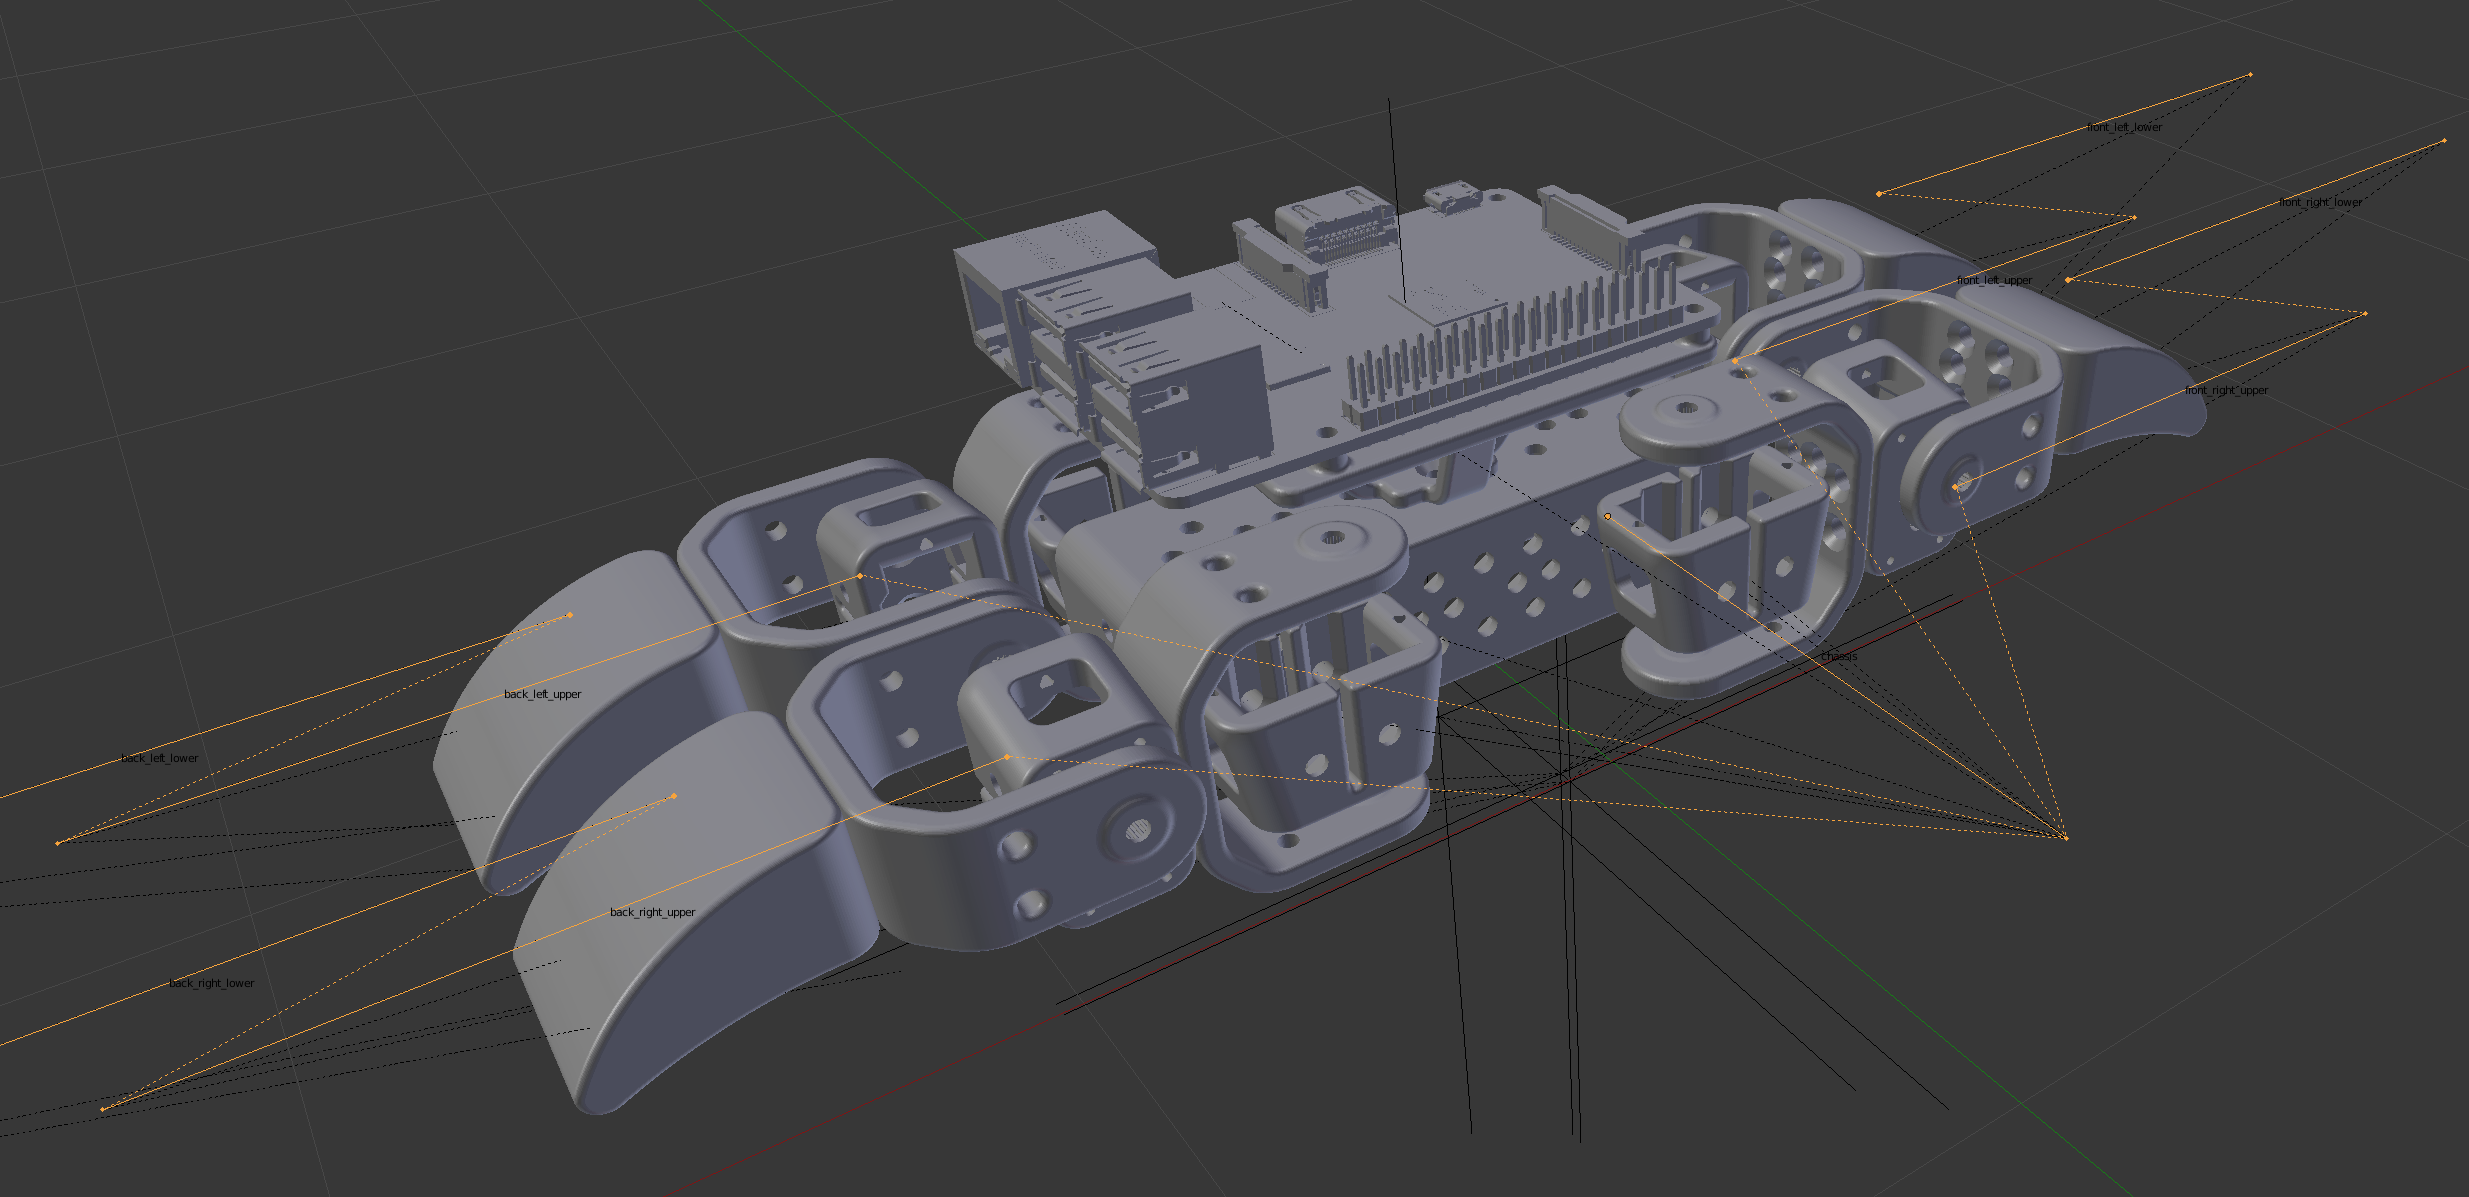 front_left_lower
front_right_lower
front_left_upper
front_right_upper
chassis
back_left_upper
back_left_lower
back_right_upper
back_right_lower